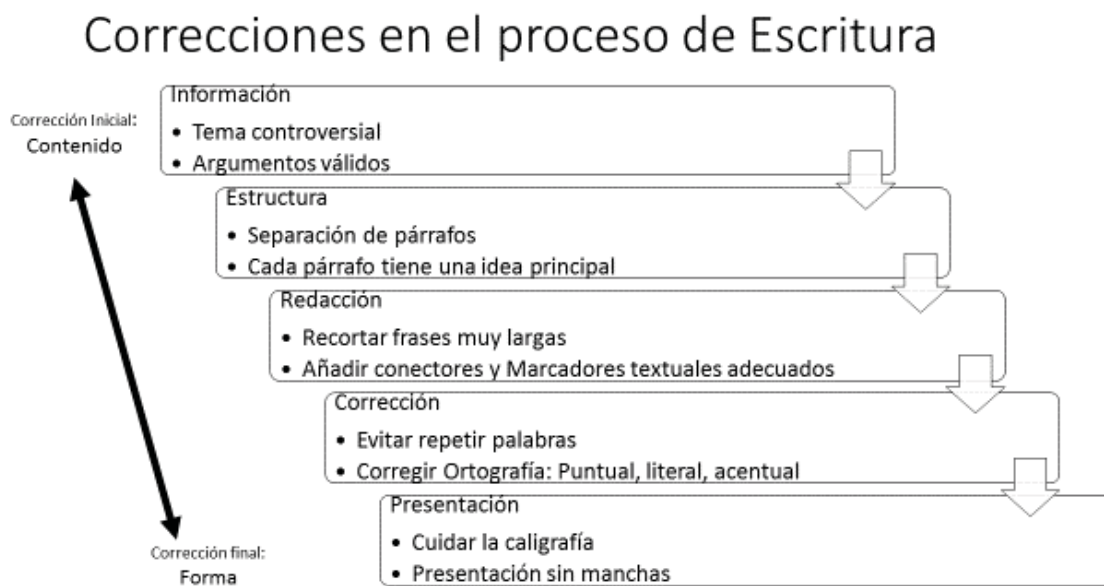 Correcciones en el proceso de Escritura
Corrección Inicial:
Contenido
Información
• Tema controversial
• Argumentos válidos
Estructura
• Separación de párrafos
• Cada párrafo tiene una idea principal
Redacción
• Recortar frases muy largas
• Añadir conectores y Marcadores textuales adecuados
Corrección
• Evitar repetir palabras
• Corregir Ortografía: Puntual, literal, acentual
Presentación
• Cuidar la caligrafía
• Presentación sin manchas
Corrección final:
Forma